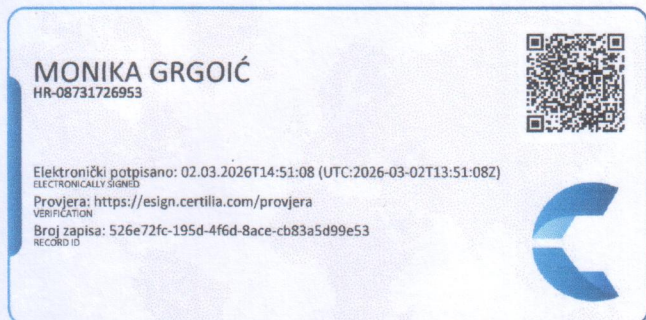 MONIKA GRGOIĆ
HR-08731726953
Elektronički potpisano: 02.03.2026T14:51:08 (UTC:2026-03-02T13:51:08Z)
ELECTRONICALLY SIGNED
Provjera: https://esign.certilia.com/provjera
VERIFICATION
Broj zapisa: 526e72fc-195d-4f6d-8ace-cb83a5d99e53
RECORD ID